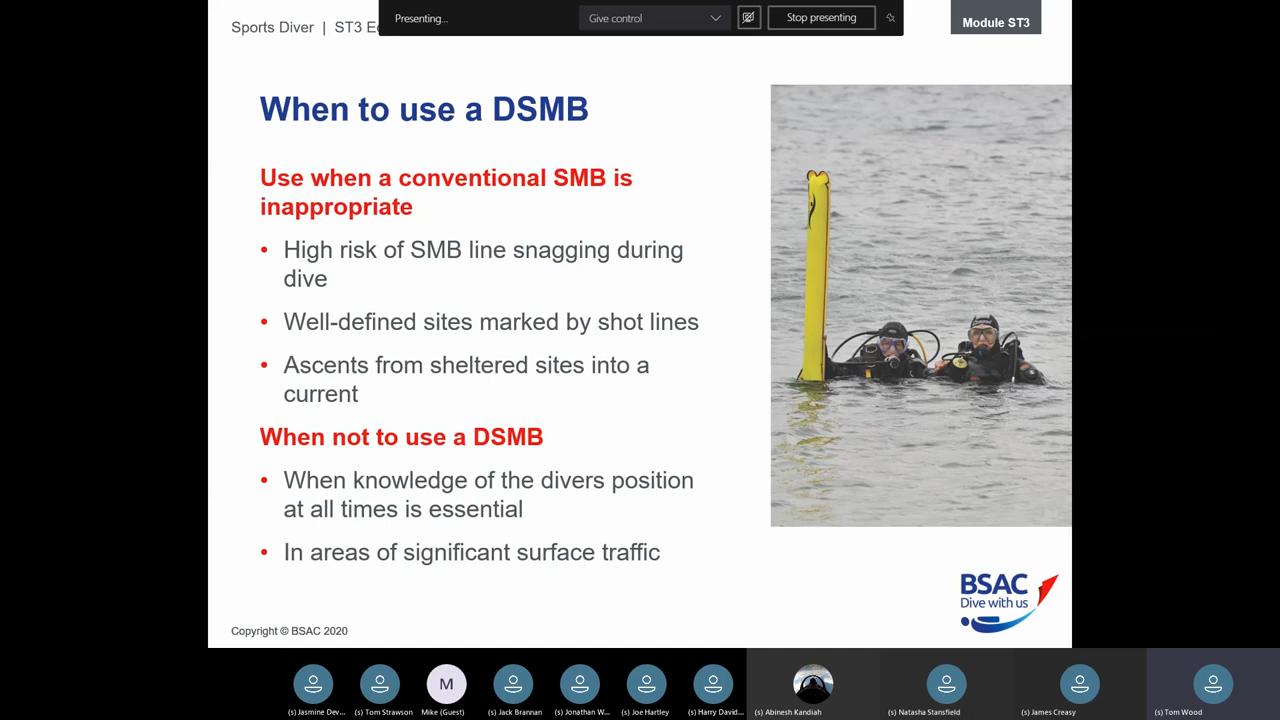 Presenting...
Give control
Stop presenting
Sports Diver | ST3 E
Module ST3
When to use a DSMB
Use when a conventional SMB is
inappropriate
• High risk of SMB line snagging during
dive
• Well-defined sites marked by shot lines
• Ascents from sheltered sites into a
current
When not to use a DSMB
• When knowledge of the divers position
at all times is essential
• In areas of significant surface traffic
BSAC
Dive with us
Copyright © BSAC 2020
M
(s) Jasmine Dev...
(s) Tom Strawson
Mike (Guest)
(s) Jack Brannan
(s) Jonathan W...
(s) Joe Hartley
(s) Harry David...
(s) Abinesh Kandiah
(s) Natasha Stansfield
(s) James Creasy
(s) Tom Wood